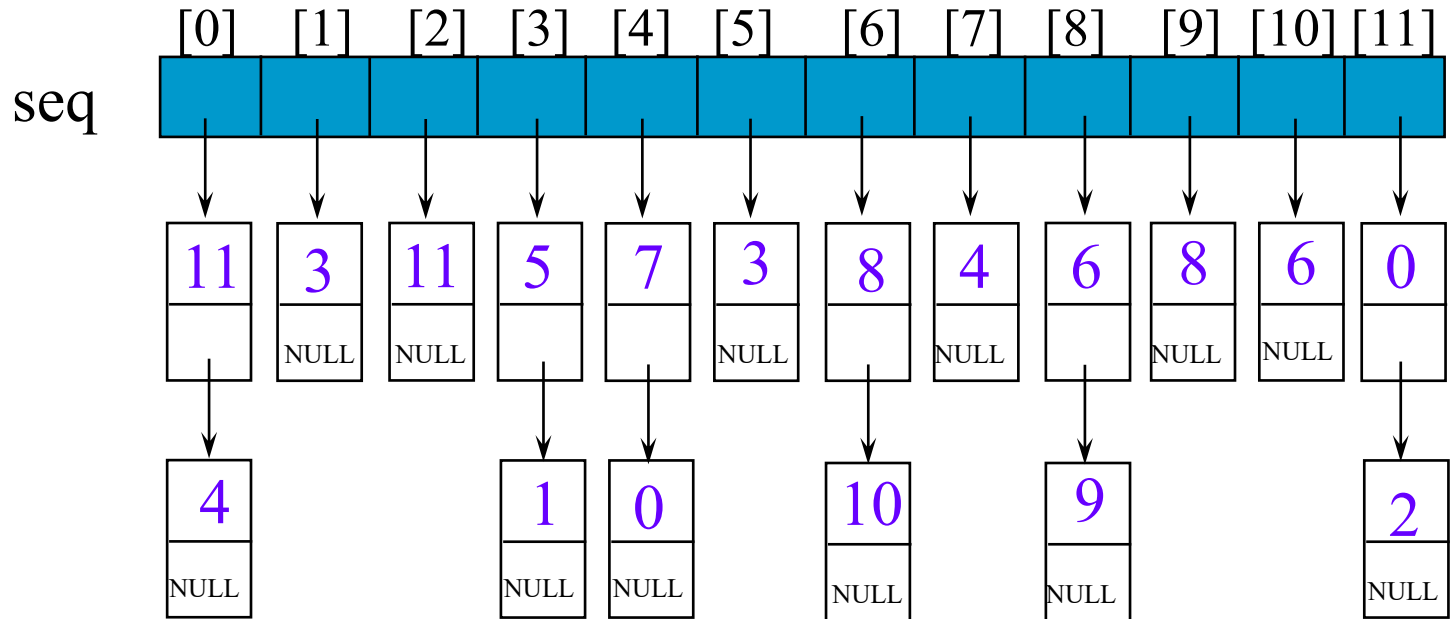 [0] [1] [2] [3] [4] [5] [6] [7] [8] [9] [10] [11]
seq
11 3 11 5 7 3 8 4 6 8 6 0
NULL NULL NULL NULL NULL NULL
4 1 0 10 9 2
NULL NULL NULL NULL NULL NULL